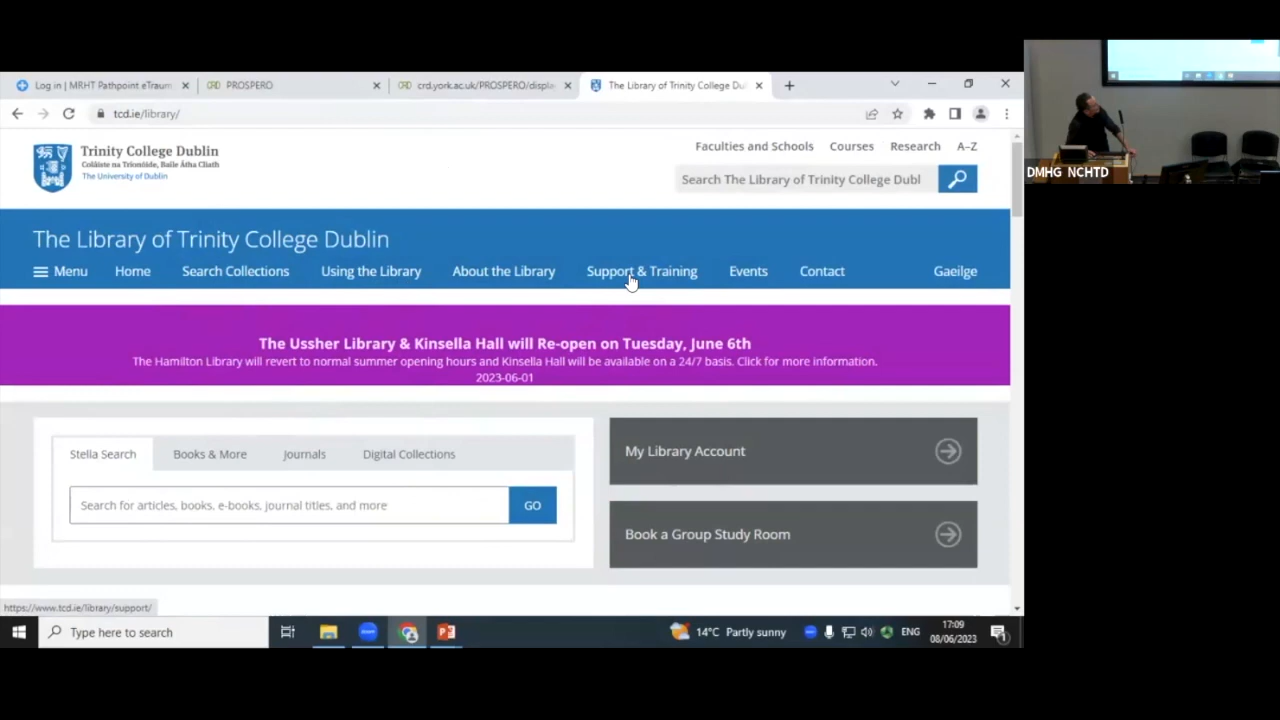 Log in | MRHT Pathpoint eTraum
PROSPERO
crd.york.ac.uk/PROSPERO/displa
The Library of Trinity College Du
tcd.ie/library/
Trinity College Dublin
Coláiste na Tríonóide, Baile Átha Cliath
The University of Dublin
Faculties and Schools
Courses
Research
A–Z
Search The Library of Trinity College Dubl
The Library of Trinity College Dublin
Menu
Home
Search Collections
Using the Library
About the Library
Support & Training
Events
Contact
Gaeilge
The Ussher Library & Kinsella Hall will Re-open on Tuesday, June 6th
The Hamilton Library will revert to normal summer opening hours and Kinsella Hall will be available on a 24/7 basis. Click for more information.
2023-06-01
Stella Search
Books & More
Journals
Digital Collections
Search for articles, books, e-books, journal titles, and more
GO
My Library Account
Book a Group Study Room
https://www.tcd.ie/library/support/
Type here to search
14°C Partly sunny
ENG
17:09
08/06/2023
DMHG NCHTD